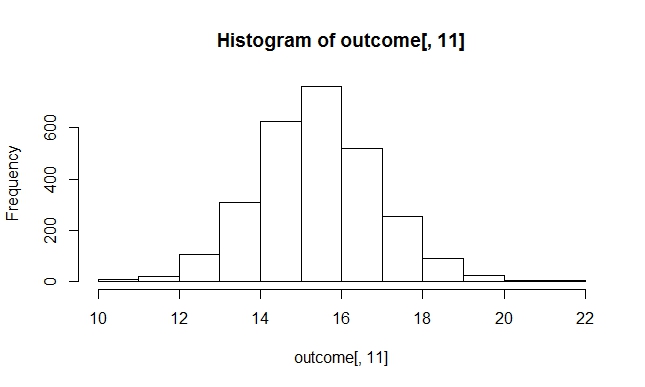 Histogram of outcome[, 11]
Frequency
600
400
200
0
10 12 14 16 18 20 22
outcome[, 11]